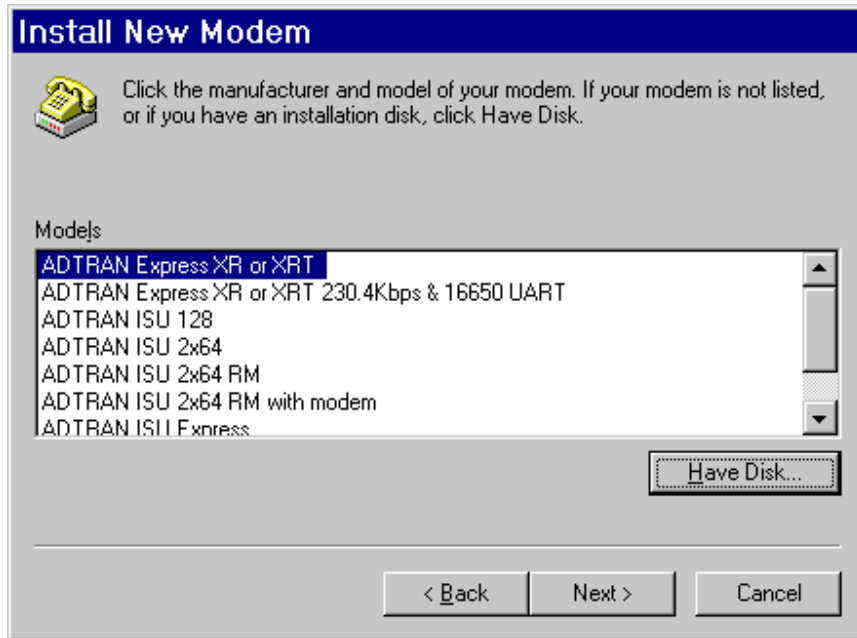 Install New Modem
Click the manufacturer and model of your modem. If your modem is not listed,
or if you have an installation disk, click Have Disk.
Models
ADTRAN Express XR or XRT
ADTRAN Express XR or XRT 230.4Kbps & 16650 UART
ADTRAN ISU 128
ADTRAN ISU 2x64
ADTRAN ISU 2x64 RM
ADTRAN ISU 2x64 RM with modem
ADTRAN ISU Express
Have Disk...
< Back Next > Cancel